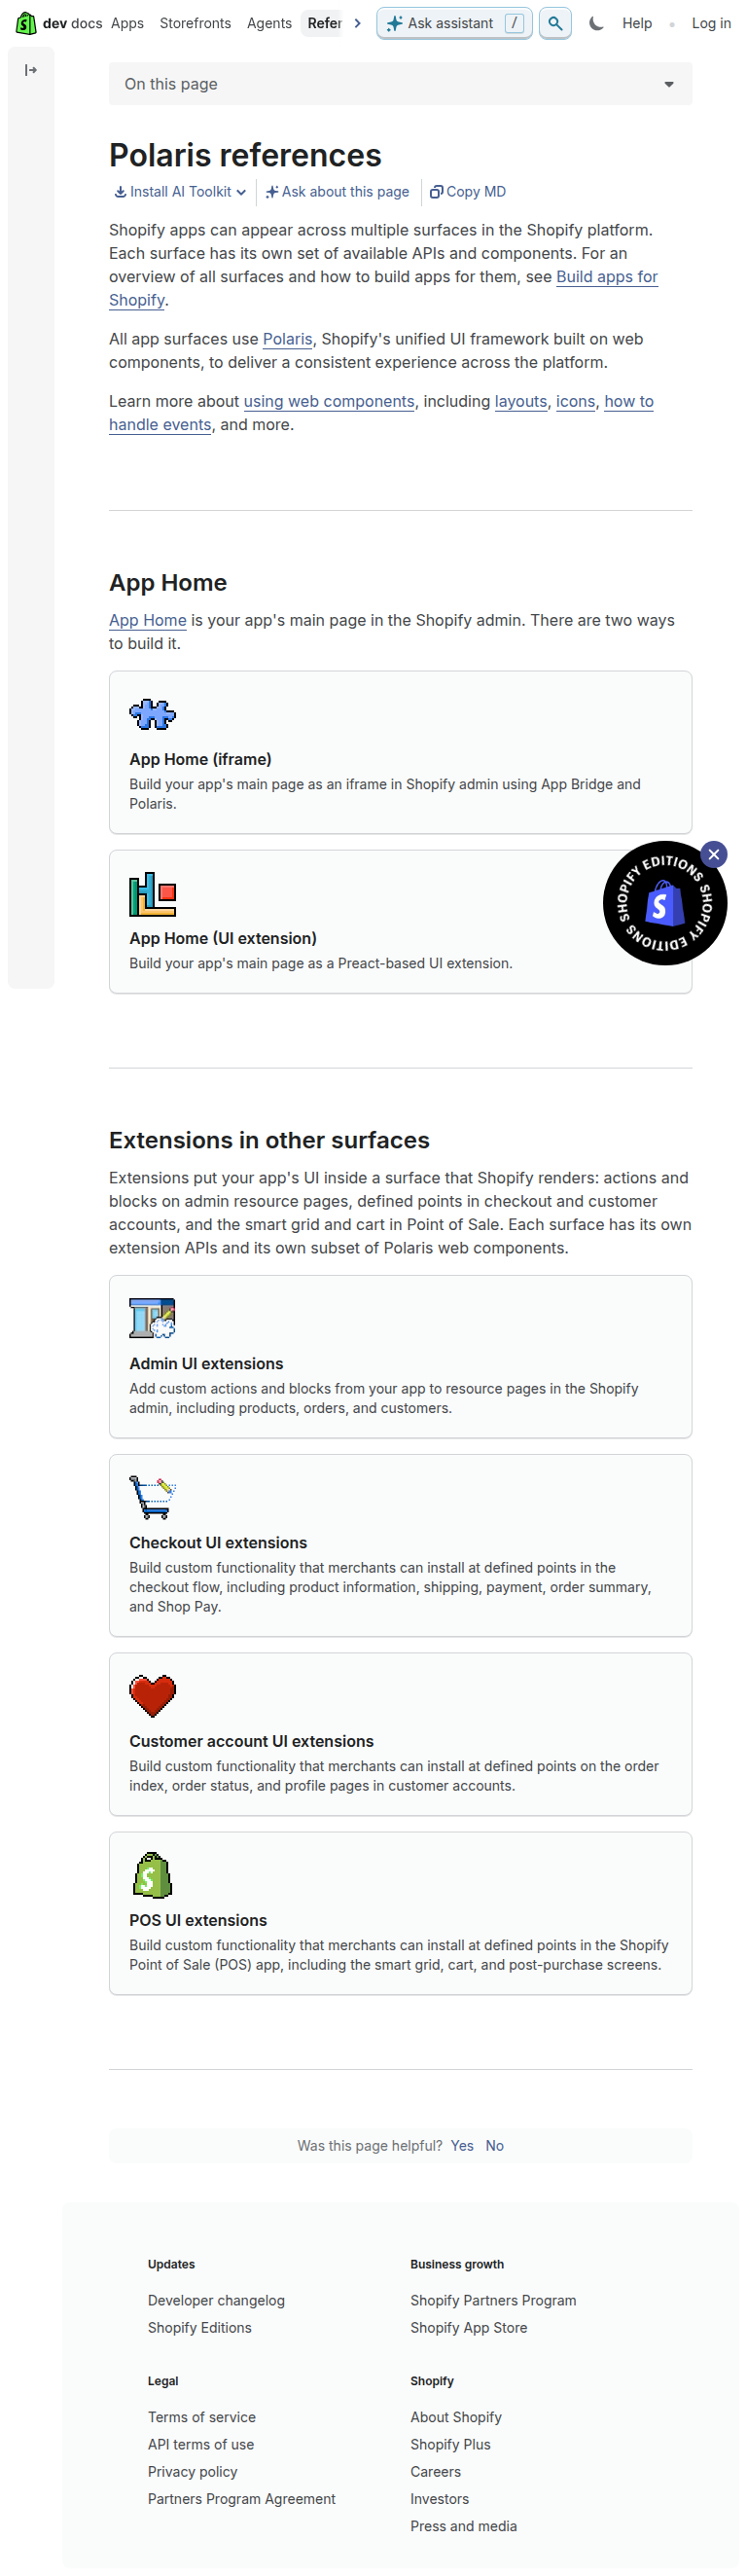 dev docs Apps Storefronts Agents Refer Ask assistant / Help Log in
On this page
Polaris references
Install AI Toolkit Ask about this page Copy MD
Shopify apps can appear across multiple surfaces in the Shopify platform.
Each surface has its own set of available APIs and components. For an
overview of all surfaces and how to build apps for them, see Build apps for
Shopify.
All app surfaces use Polaris, Shopify's unified UI framework built on web
components, to deliver a consistent experience across the platform.
Learn more about using web components, including layouts, icons, how to
handle events, and more.
App Home
App Home is your app's main page in the Shopify admin. There are two ways
to build it.
App Home (iframe)
Build your app's main page as an iframe in Shopify admin using App Bridge and
Polaris.
SHOPIFY EDITIONS SHOPIFY EDITIONS
App Home (UI extension)
Build your app's main page as a Preact-based UI extension.
Extensions in other surfaces
Extensions put your app's UI inside a surface that Shopify renders: actions and
blocks on admin resource pages, defined points in checkout and customer
accounts, and the smart grid and cart in Point of Sale. Each surface has its own
extension APIs and its own subset of Polaris web components.
Admin UI extensions
Add custom actions and blocks from your app to resource pages in the Shopify
admin, including products, orders, and customers.
Checkout UI extensions
Build custom functionality that merchants can install at defined points in the
checkout flow, including product information, shipping, payment, order summary,
and Shop Pay.
Customer account UI extensions
Build custom functionality that merchants can install at defined points on the order
index, order status, and profile pages in customer accounts.
POS UI extensions
Build custom functionality that merchants can install at defined points in the Shopify
Point of Sale (POS) app, including the smart grid, cart, and post-purchase screens.
Was this page helpful? Yes No
Updates
Developer changelog
Shopify Editions
Business growth
Shopify Partners Program
Shopify App Store
Legal
Terms of service
API terms of use
Privacy policy
Partners Program Agreement
Shopify
About Shopify
Shopify Plus
Careers
Investors
Press and media